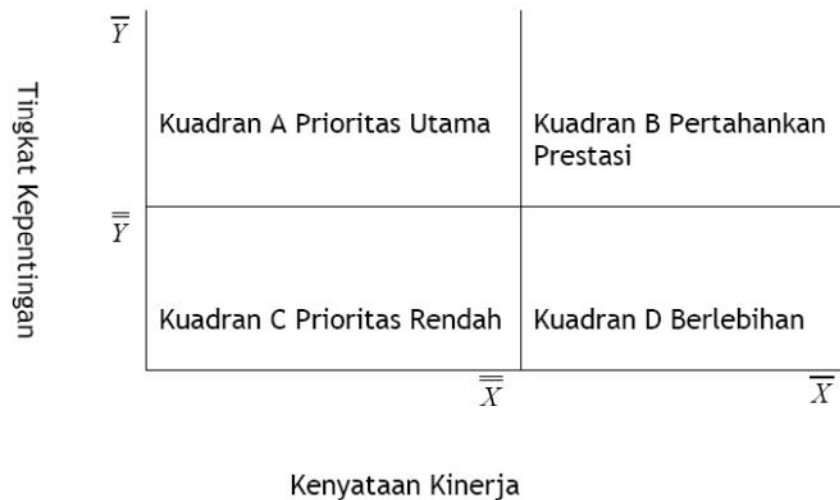 Y̅
Tingkat Kepentingan
Kuadran A Prioritas Utama
Kuadran B Pertahankan
Prestasi
Y̿
Kuadran C Prioritas Rendah
Kuadran D Berlebihan
X̿
X̅
Kenyataan Kinerja